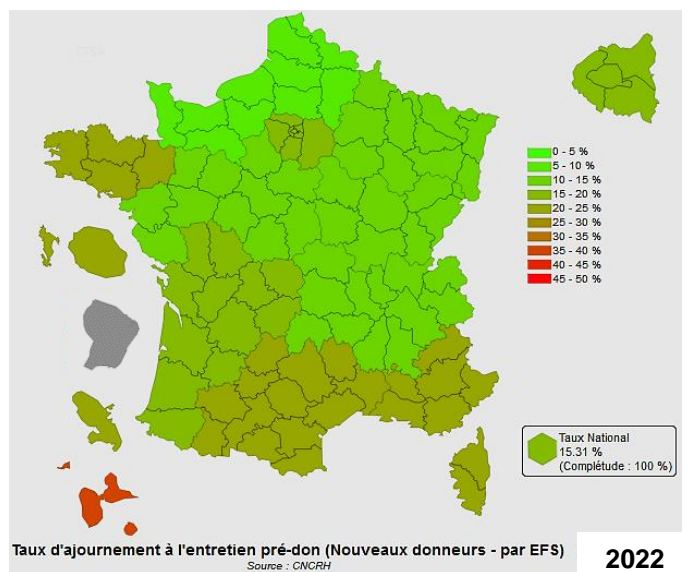 0 - 5 %
5 - 10 %
10 - 15 %
15 - 20 %
20 - 25 %
25 - 30 %
30 - 35 %
35 - 40 %
40 - 45 %
45 - 50 %
Taux National
15.31 %
(Complétude : 100 %)
Taux d'ajournement à l'entretien pré-don (Nouveaux donneurs - par EFS)
Source : CNCRH
2022